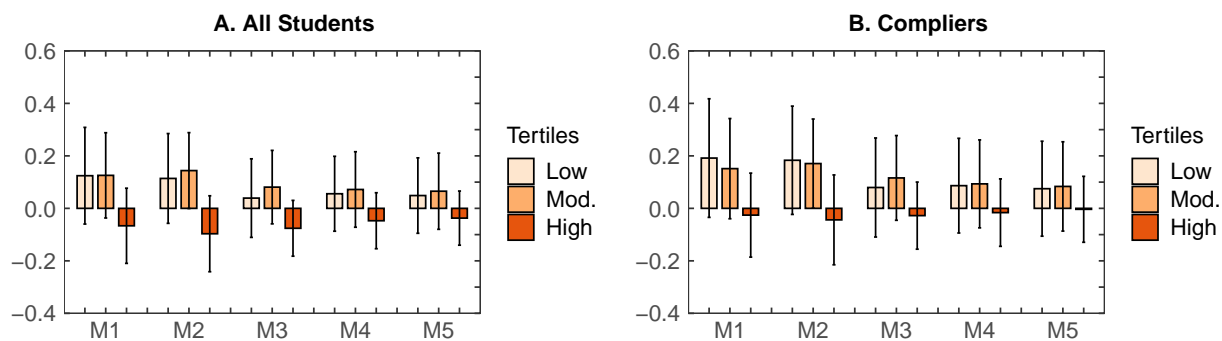 A. All Students
0.6
0.4
0.2
0.0
−0.2
−0.4
M1 M2 M3 M4 M5
Tertiles
Low
Mod.
High
B. Compliers
0.6
0.4
0.2
0.0
−0.2
−0.4
M1 M2 M3 M4 M5
Tertiles
Low
Mod.
High